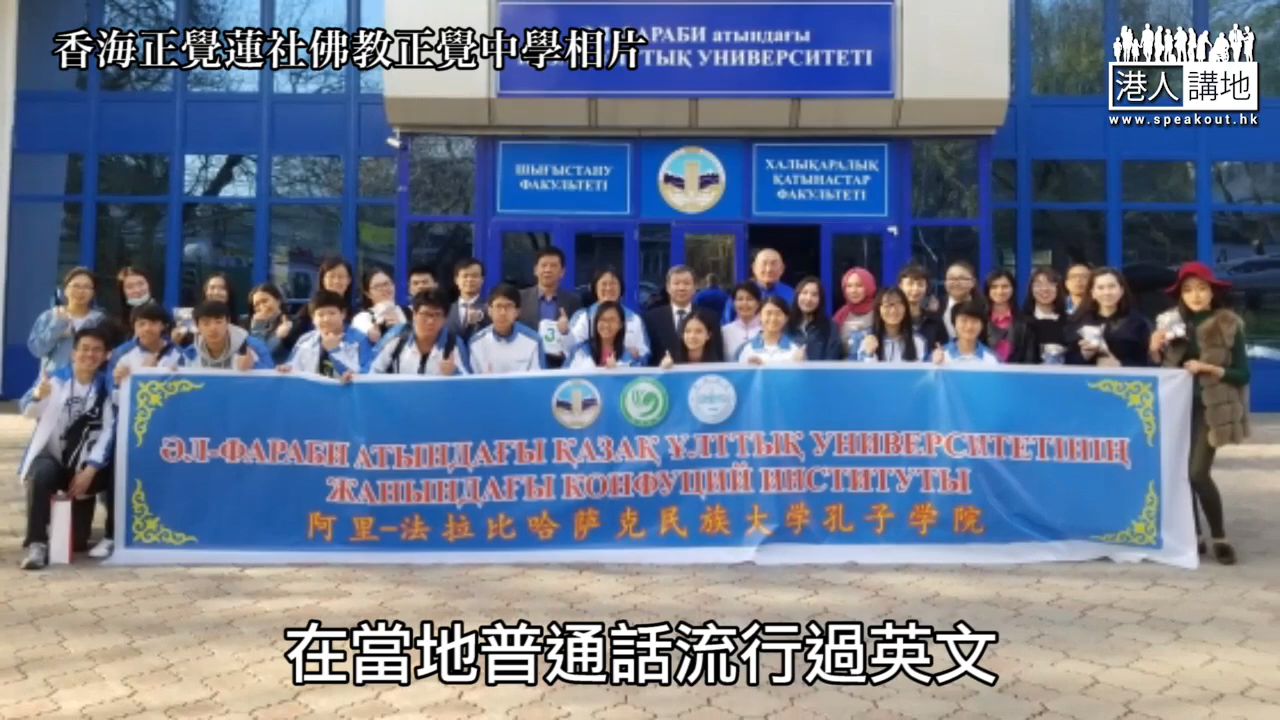 香海正覺蓮社佛教正覺中學相片
港人講地
www.speakout.hk
РАБИ атындағы
ТЫҚ УНИВЕРСИТЕТІ
ШЫҒЫСТАНУ
ФАКУЛЬТЕТІ
ХАЛЫҚАРАЛЫҚ
ҚАТЫНАСТАР
ФАКУЛЬТЕТІ
3
ӘЛ-ФАРАБИ АТЫНДАҒЫ ҚАЗАҚ ҰЛТТЫҚ УНИВЕРСИТЕТІНІҢ
ЖАНЫНДАҒЫ КОНФУЦИЙ ИНСТИТУТЫ
阿里-法拉比哈萨克民族大学孔子学院
在當地普通話流行過英文